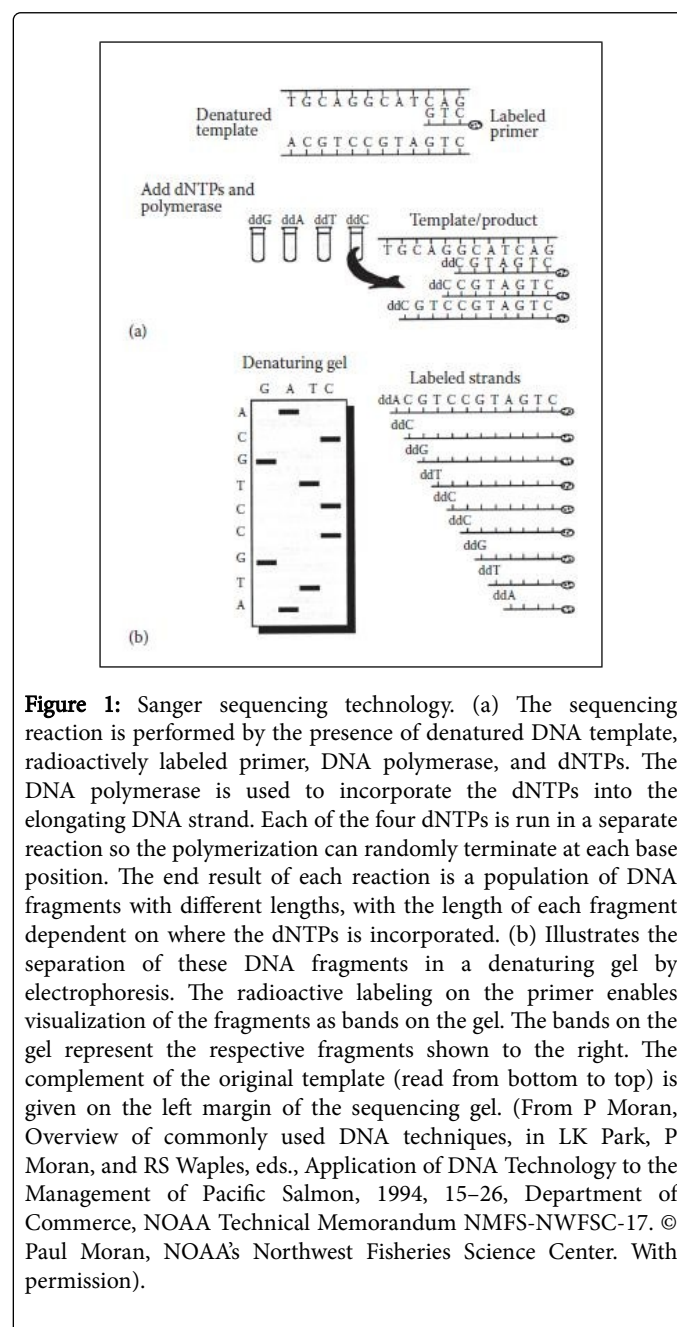 T G C A G G C A T C A G
G T C
Denatured
template
Labeled
primer
A C G T C C G T A G T C
Add dNTPs and
polymerase
ddG ddA ddT ddC
Template/product
T G C A G G C A T C A G
ddC G T A G T C
ddC C G T A G T C
ddC G T C C G T A G T C
(a)
Denaturing gel
G A T C
A
C
G
T
C
C
G
T
A
Labeled strands
ddA C G T C C G T A G T C
ddC
ddG
ddT
ddC
ddC
ddG
ddT
ddA
(b)
Figure 1: Sanger sequencing technology. (a) The sequencing
reaction is performed by the presence of denatured DNA template,
radioactively labeled primer, DNA polymerase, and dNTPs. The
DNA polymerase is used to incorporate the dNTPs into the
elongating DNA strand. Each of the four dNTPs is run in a separate
reaction so the polymerization can randomly terminate at each base
position. The end result of each reaction is a population of DNA
fragments with different lengths, with the length of each fragment
dependent on where the dNTPs is incorporated. (b) Illustrates the
separation of these DNA fragments in a denaturing gel by
electrophoresis. The radioactive labeling on the primer enables
visualization of the fragments as bands on the gel. The bands on the
gel represent the respective fragments shown to the right. The
complement of the original template (read from bottom to top) is
given on the left margin of the sequencing gel. (From P Moran,
Overview of commonly used DNA techniques, in LK Park, P
Moran, and RS Waples, eds., Application of DNA Technology to the
Management of Pacific Salmon, 1994, 15–26, Department of
Commerce, NOAA Technical Memorandum NMFS-NWFSC-17. ©
Paul Moran, NOAA's Northwest Fisheries Science Center. With
permission).